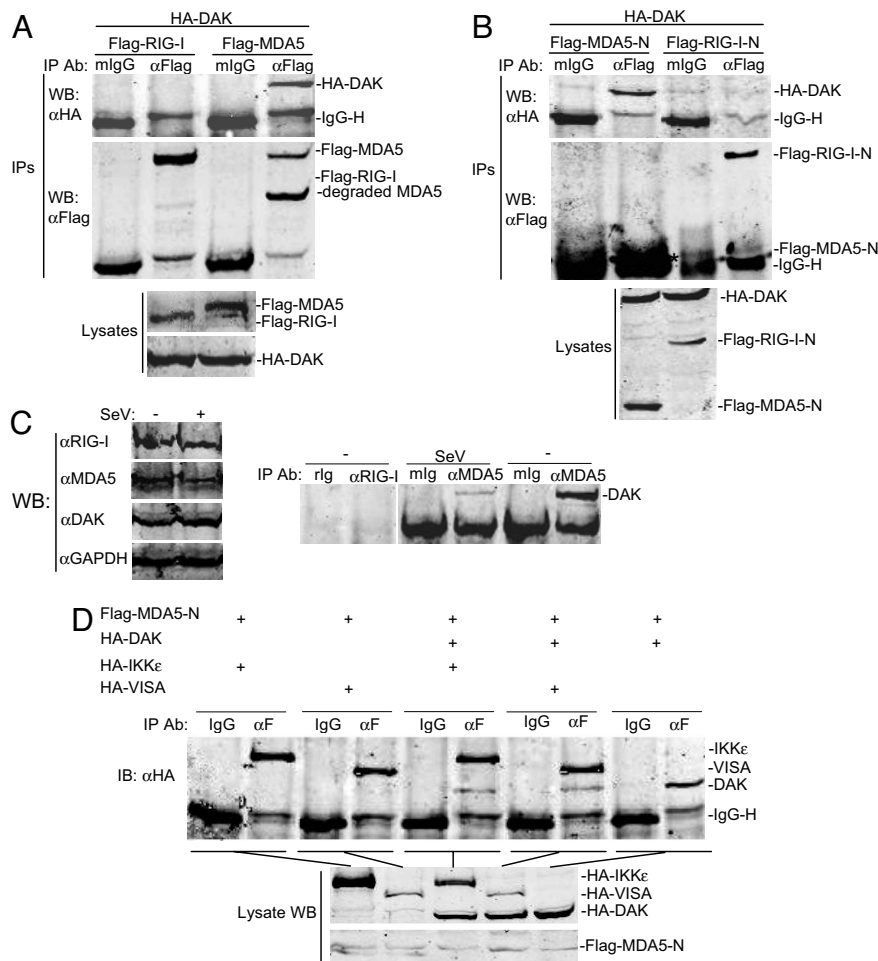 A
HA-DAK
Flag-RIG-I Flag-MDA5
IP Ab: mIgG αFlag mIgG αFlag
IPs
WB: αHA
-HA-DAK
-IgG-H
WB: αFlag
-Flag-MDA5
-Flag-RIG-I
-degraded MDA5
Lysates
-Flag-MDA5
-Flag-RIG-I
-HA-DAK
B
HA-DAK
Flag-MDA5-N Flag-RIG-I-N
IP Ab: mIgG αFlag mIgG αFlag
IPs
WB: αHA
-HA-DAK
-IgG-H
WB: αFlag
-Flag-RIG-I-N
*
-Flag-MDA5-N
-IgG-H
Lysates
-HA-DAK
-Flag-RIG-I-N
-Flag-MDA5-N
C
SeV: - +
WB:
αRIG-I
αMDA5
αDAK
αGAPDH
- SeV -
IP Ab: rIg αRIG-I mIg αMDA5 mIg αMDA5
-DAK
D
Flag-MDA5-N + + + + +
HA-DAK + + +
HA-IKKε + +
HA-VISA + +
IP Ab: IgG αF IgG αF IgG αF IgG αF IgG αF
IB: αHA
-IKKε
-VISA
-DAK
-IgG-H
Lysate WB
-HA-IKKε
-HA-VISA
-HA-DAK
-Flag-MDA5-N